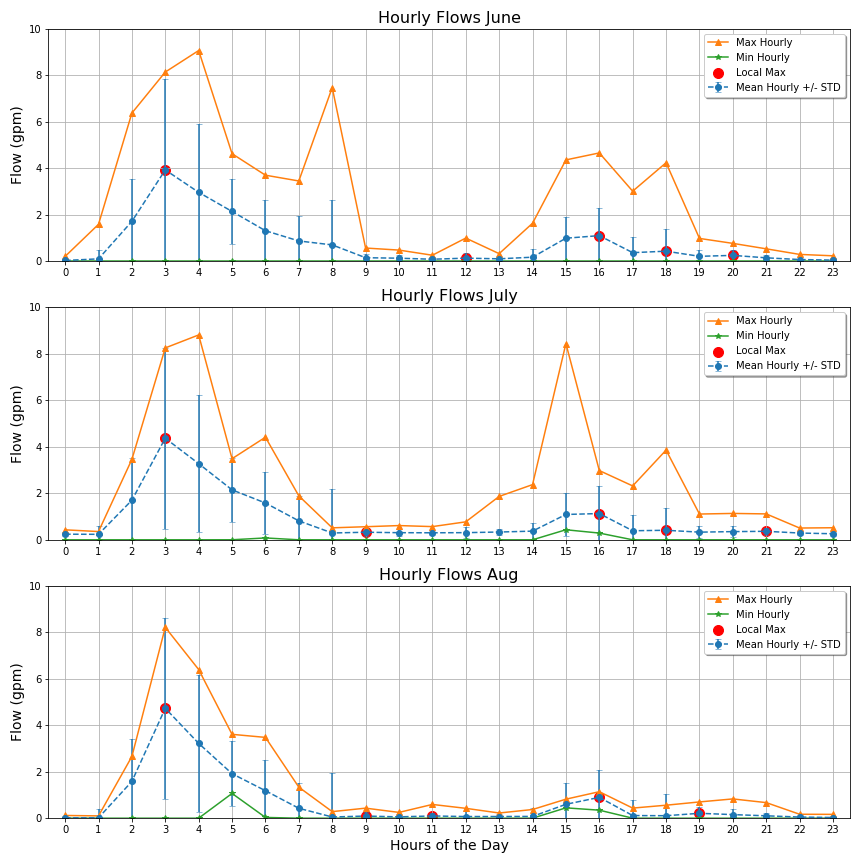 Hourly Flows June
Flow (gpm)
10
8
6
4
2
0
Max Hourly
Min Hourly
Local Max
Mean Hourly +/- STD
0 1 2 3 4 5 6 7 8 9 10 11 12 13 14 15 16 17 18 19 20 21 22 23
Hourly Flows July
Flow (gpm)
10
8
6
4
2
0
Max Hourly
Min Hourly
Local Max
Mean Hourly +/- STD
0 1 2 3 4 5 6 7 8 9 10 11 12 13 14 15 16 17 18 19 20 21 22 23
Hourly Flows Aug
Flow (gpm)
10
8
6
4
2
0
Max Hourly
Min Hourly
Local Max
Mean Hourly +/- STD
0 1 2 3 4 5 6 7 8 9 10 11 12 13 14 15 16 17 18 19 20 21 22 23
Hours of the Day